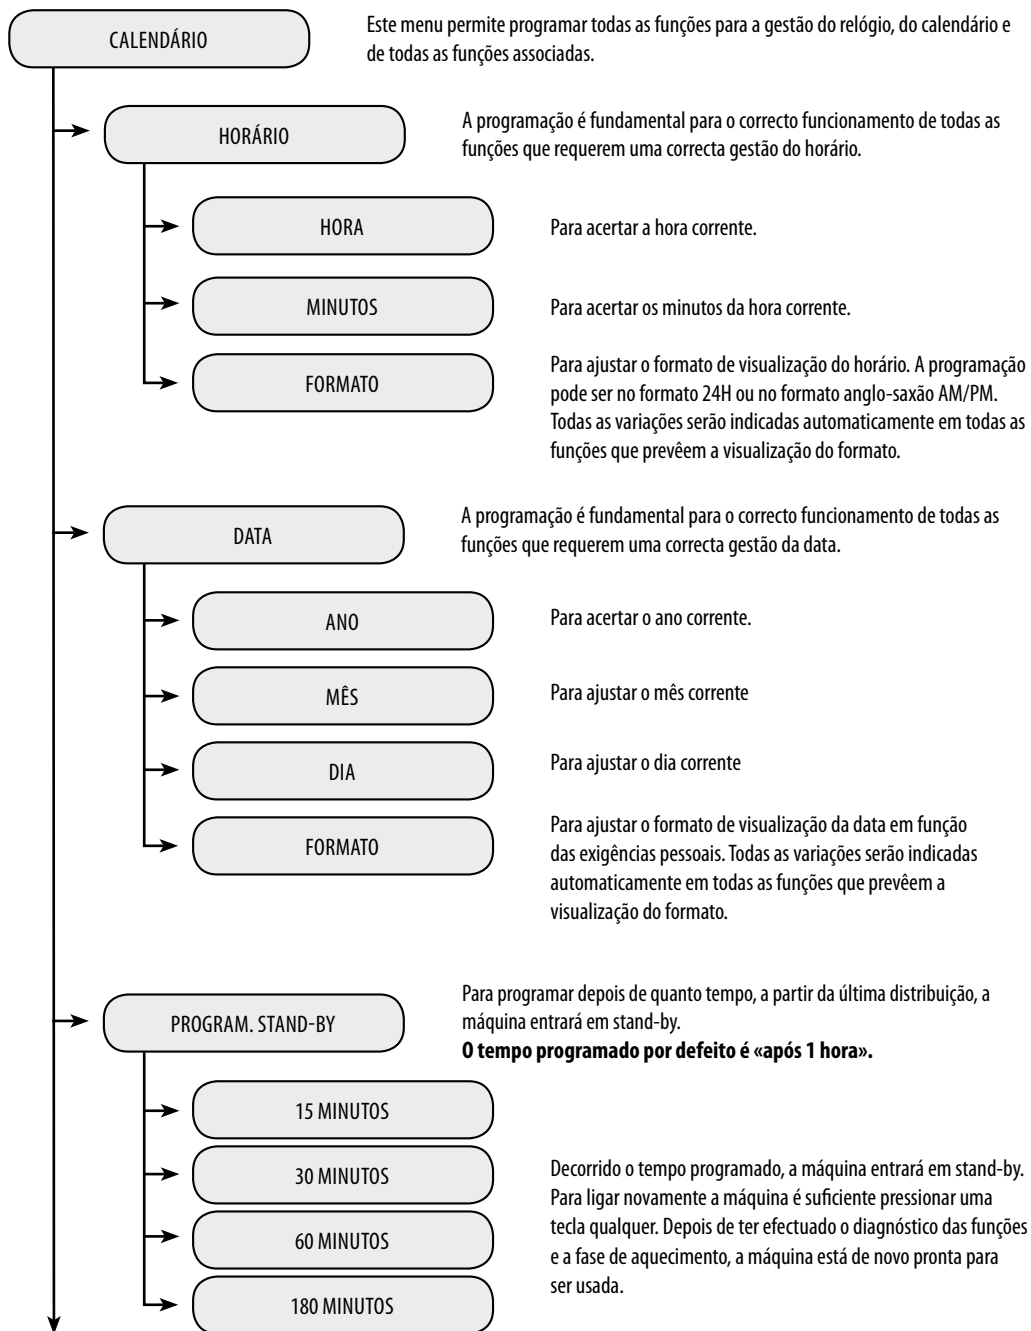 CALENDÁRIO
Este menu permite programar todas as funções para a gestão do relógio, do calendário e
de todas as funções associadas.
HORÁRIO
A programação é fundamental para o correcto funcionamento de todas as
funções que requerem uma correcta gestão do horário.
HORA
Para acertar a hora corrente.
MINUTOS
Para acertar os minutos da hora corrente.
FORMATO
Para ajustar o formato de visualização do horário. A programação
pode ser no formato 24H ou no formato anglo-saxão AM/PM.
Todas as variações serão indicadas automaticamente em todas as
funções que prevêem a visualização do formato.
DATA
A programação é fundamental para o correcto funcionamento de todas as
funções que requerem uma correcta gestão da data.
ANO
Para acertar o ano corrente.
MÊS
Para ajustar o mês corrente
DIA
Para ajustar o dia corrente
FORMATO
Para ajustar o formato de visualização da data em função
das exigências pessoais. Todas as variações serão indicadas
automaticamente em todas as funções que prevêem a
visualização do formato.
PROGRAM. STAND-BY
Para programar depois de quanto tempo, a partir da última distribuição, a
máquina entrará em stand-by.
O tempo programado por defeito é «após 1 hora».
15 MINUTOS
30 MINUTOS
60 MINUTOS
180 MINUTOS
Decorrido o tempo programado, a máquina entrará em stand-by.
Para ligar novamente a máquina é suficiente pressionar uma
tecla qualquer. Depois de ter efectuado o diagnóstico das funções
e a fase de aquecimento, a máquina está de novo pronta para
ser usada.